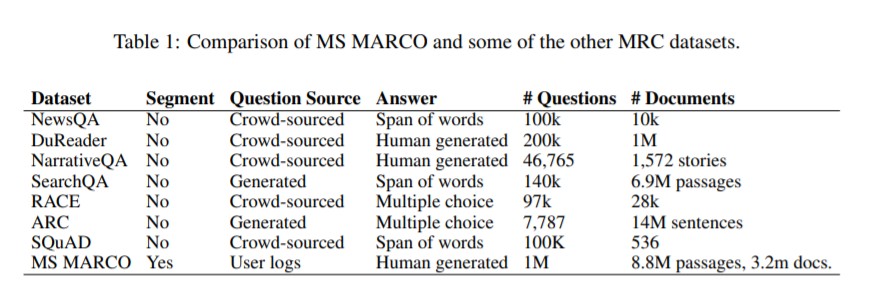 Table 1: Comparison of MS MARCO and some of the other MRC datasets.
Dataset Segment Question Source Answer # Questions # Documents
NewsQA No Crowd-sourced Span of words 100k 10k
DuReader No Crowd-sourced Human generated 200k 1M
NarrativeQA No Crowd-sourced Human generated 46,765 1,572 stories
SearchQA No Generated Span of words 140k 6.9M passages
RACE No Crowd-sourced Multiple choice 97k 28k
ARC No Generated Multiple choice 7,787 14M sentences
SQuAD No Crowd-sourced Span of words 100K 536
MS MARCO Yes User logs Human generated 1M 8.8M passages, 3.2m docs.